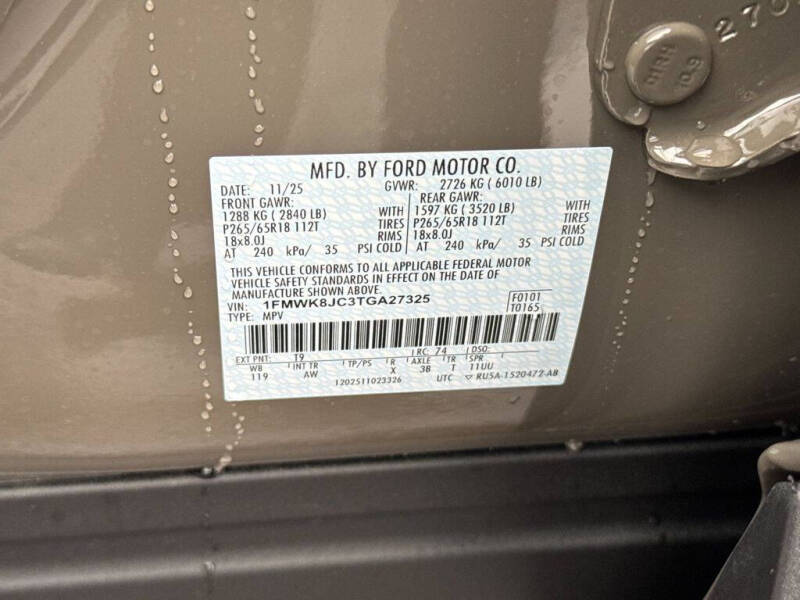 270
MR4
10.9
MFD. BY FORD MOTOR CO.
DATE: 11/25 GVWR: 2726 KG ( 6010 LB)
FRONT GAWR: REAR GAWR:
1288 KG ( 2840 LB) WITH 1597 KG ( 3520 LB) WITH
P265/65R18 112T TIRES P265/65R18 112T TIRES
18x8.0J RIMS 18x8.0J RIMS
AT 240 kPa/ 35 PSI COLD AT 240 kPa/ 35 PSI COLD
THIS VEHICLE CONFORMS TO ALL APPLICABLE FEDERAL MOTOR
VEHICLE SAFETY STANDARDS IN EFFECT ON THE DATE OF
MANUFACTURE SHOWN ABOVE.
VIN: 1FMWK8JC3TGA27325 F0101
TYPE: MPV T0165
EXT PNT: T9 RC: 74 DSO:
WB INT TR TP/PS R AXLE TR SPR
119 AW X 3B T 11UU
1202511023326 UTC ▽ RU5A-1520472-AB